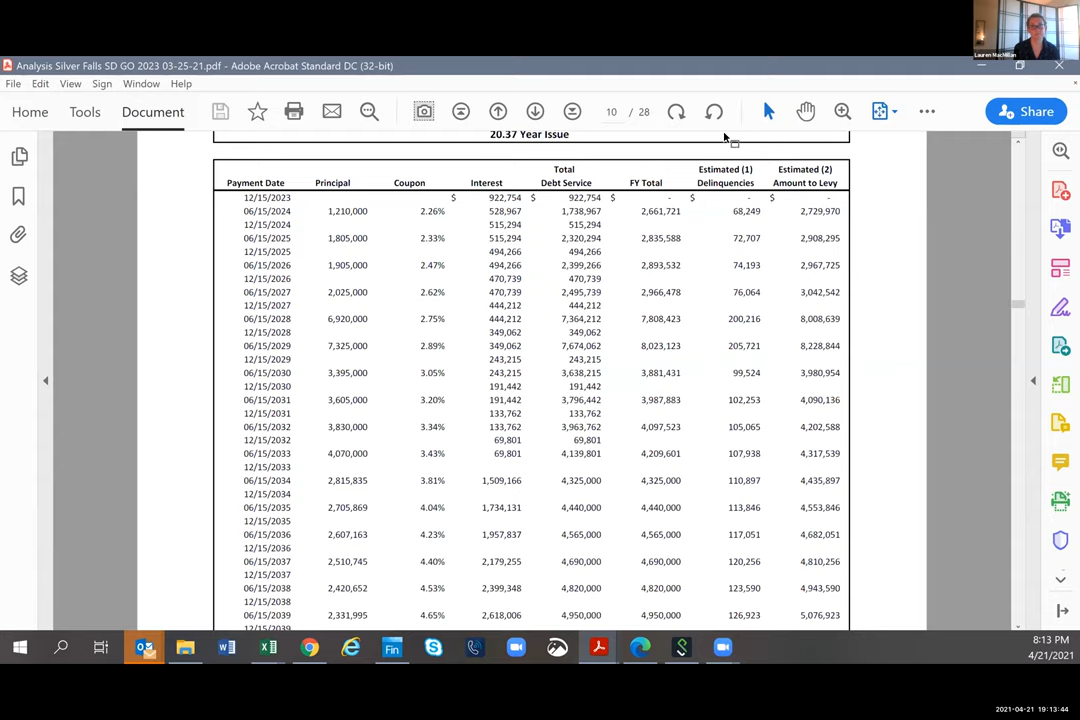 Lauren MacMillan
Analysis Silver Falls SD GO 2023 03-25-21.pdf - Adobe Acrobat Standard DC (32-bit)
File Edit View Sign Window Help
Home Tools Document 10 / 28 Share
20.37 Year Issue
Total Estimated (1) Estimated (2)
Payment Date Principal Coupon Interest Debt Service FY Total Delinquencies Amount to Levy
12/15/2023 $ 922,754 $ 922,754 $ - $ - $ -
06/15/2024 1,210,000 2.26% 528,967 1,738,967 2,661,721 68,249 2,729,970
12/15/2024 515,294 515,294
06/15/2025 1,805,000 2.33% 515,294 2,320,294 2,835,588 72,707 2,908,295
12/15/2025 494,266 494,266
06/15/2026 1,905,000 2.47% 494,266 2,399,266 2,893,532 74,193 2,967,725
12/15/2026 470,739 470,739
06/15/2027 2,025,000 2.62% 470,739 2,495,739 2,966,478 76,064 3,042,542
12/15/2027 444,212 444,212
06/15/2028 6,920,000 2.75% 444,212 7,364,212 7,808,423 200,216 8,008,639
12/15/2028 349,062 349,062
06/15/2029 7,325,000 2.89% 349,062 7,674,062 8,023,123 205,721 8,228,844
12/15/2029 243,215 243,215
06/15/2030 3,395,000 3.05% 243,215 3,638,215 3,881,431 99,524 3,980,954
12/15/2030 191,442 191,442
06/15/2031 3,605,000 3.20% 191,442 3,796,442 3,987,883 102,253 4,090,136
12/15/2031 133,762 133,762
06/15/2032 3,830,000 3.34% 133,762 3,963,762 4,097,523 105,065 4,202,588
12/15/2032 69,801 69,801
06/15/2033 4,070,000 3.43% 69,801 4,139,801 4,209,601 107,938 4,317,539
12/15/2033
06/15/2034 2,815,835 3.81% 1,509,166 4,325,000 4,325,000 110,897 4,435,897
12/15/2034
06/15/2035 2,705,869 4.04% 1,734,131 4,440,000 4,440,000 113,846 4,553,846
12/15/2035
06/15/2036 2,607,163 4.23% 1,957,837 4,565,000 4,565,000 117,051 4,682,051
12/15/2036
06/15/2037 2,510,745 4.40% 2,179,255 4,690,000 4,690,000 120,256 4,810,256
12/15/2037
06/15/2038 2,420,652 4.53% 2,399,348 4,820,000 4,820,000 123,590 4,943,590
12/15/2038
06/15/2039 2,331,995 4.65% 2,618,006 4,950,000 4,950,000 126,923 5,076,923
12/15/2039
Fin
8:13 PM
4/21/2021
2021-04-21 19:13:44